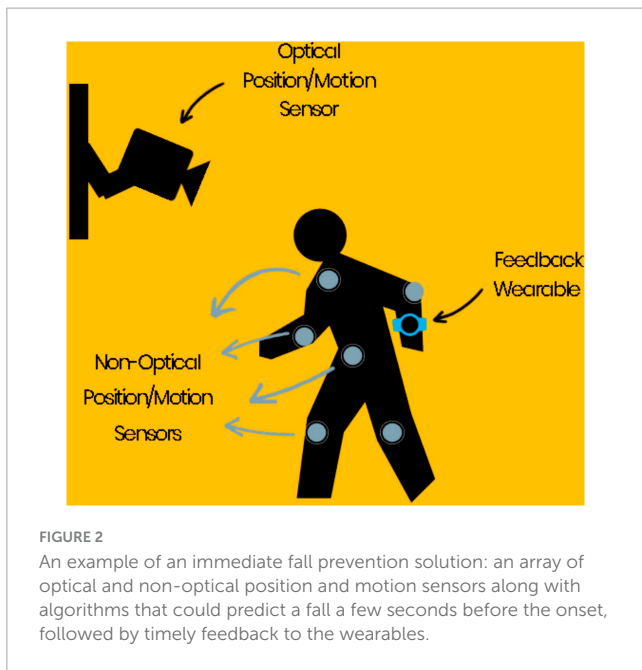 Optical
Position/Motion
Sensor
Feedback
Wearable
Non-Optical
Position/Motion
Sensors
FIGURE 2
An example of an immediate fall prevention solution: an array of
optical and non-optical position and motion sensors along with
algorithms that could predict a fall a few seconds before the onset,
followed by timely feedback to the wearables.